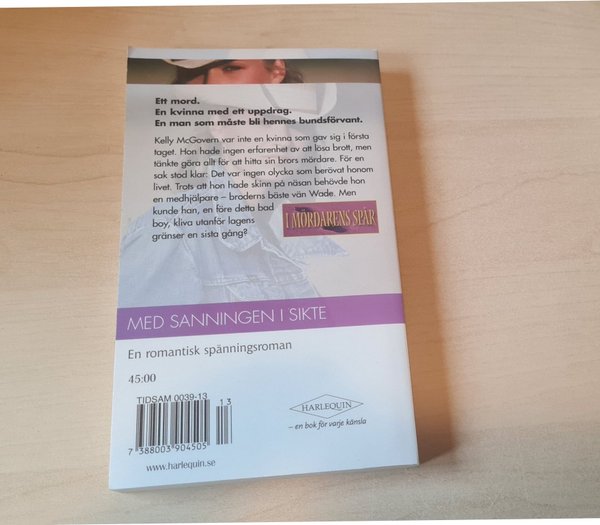 Ett mord.
En kvinna med ett uppdrag.
En man som måste bli hennes bundsförvant.
Kelly McGovern var inte en kvinna som gav sig i första
taget. Hon hade ingen erfarenhet av att lösa brott, men
tänkte göra allt för att hitta sin brors mördare. För en
sak stod klar: Det var ingen olycka som berövat honom
livet. Trots att hon hade skinn på näsan behövde hon
en medhjälpare – broderns bäste vän Wade. Men
kunde han, en före detta bad
boy, kliva utanför lagens
gränser en sista gång?
I MÖRDARENS SPÅR
MED SANNINGEN I SIKTE
En romantisk spänningsroman
45:00
TIDSAM 0039-13
13
7 388003 904505
www.harlequin.se
HARLEQUIN
– en bok för varje känsla